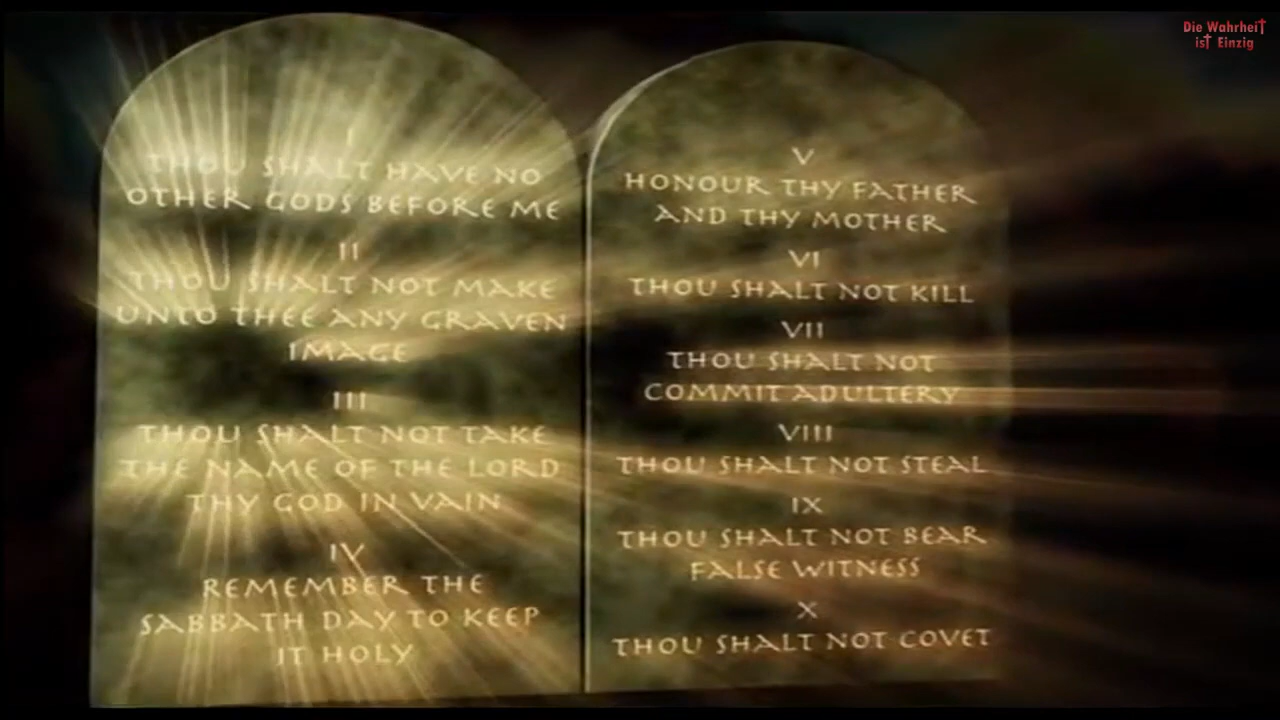 I
THOU SHALT HAVE NO
OTHER GODS BEFORE ME
II
THOU SHALT NOT MAKE
UNTO THEE ANY GRAVEN
IMAGE
III
THOU SHALT NOT TAKE
THE NAME OF THE LORD
THY GOD IN VAIN
IV
REMEMBER THE
SABBATH DAY TO KEEP
IT HOLY
V
HONOUR THY FATHER
AND THY MOTHER
VI
THOU SHALT NOT KILL
VII
THOU SHALT NOT
COMMIT ADULTERY
VIII
THOU SHALT NOT STEAL
IX
THOU SHALT NOT BEAR
FALSE WITNESS
X
THOU SHALT NOT COVET
Die Wahrheit
ist Einzig